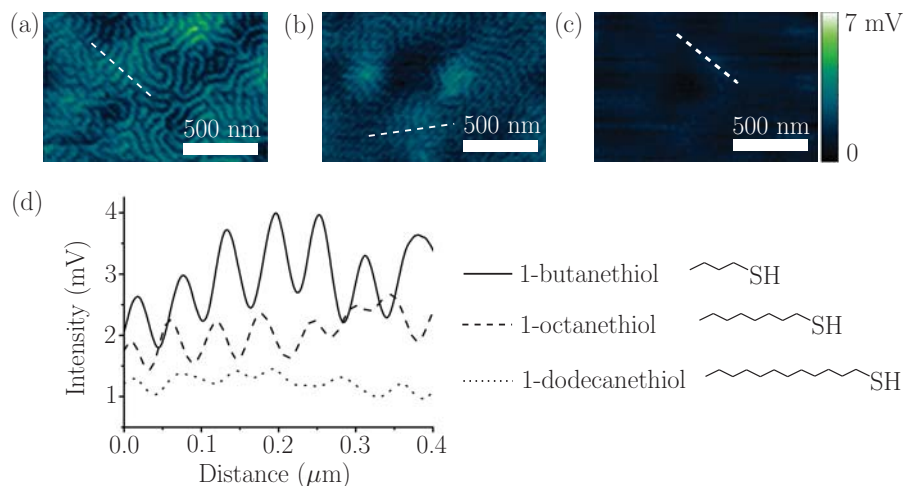 (a)
500 nm
(b)
500 nm
(c)
500 nm
7 mV
0
(d)
Intensity (mV)
4
3
2
1
0.0 0.1 0.2 0.3 0.4
Distance (μm)
1-butanethiol SH
1-octanethiol SH
1-dodecanethiol SH